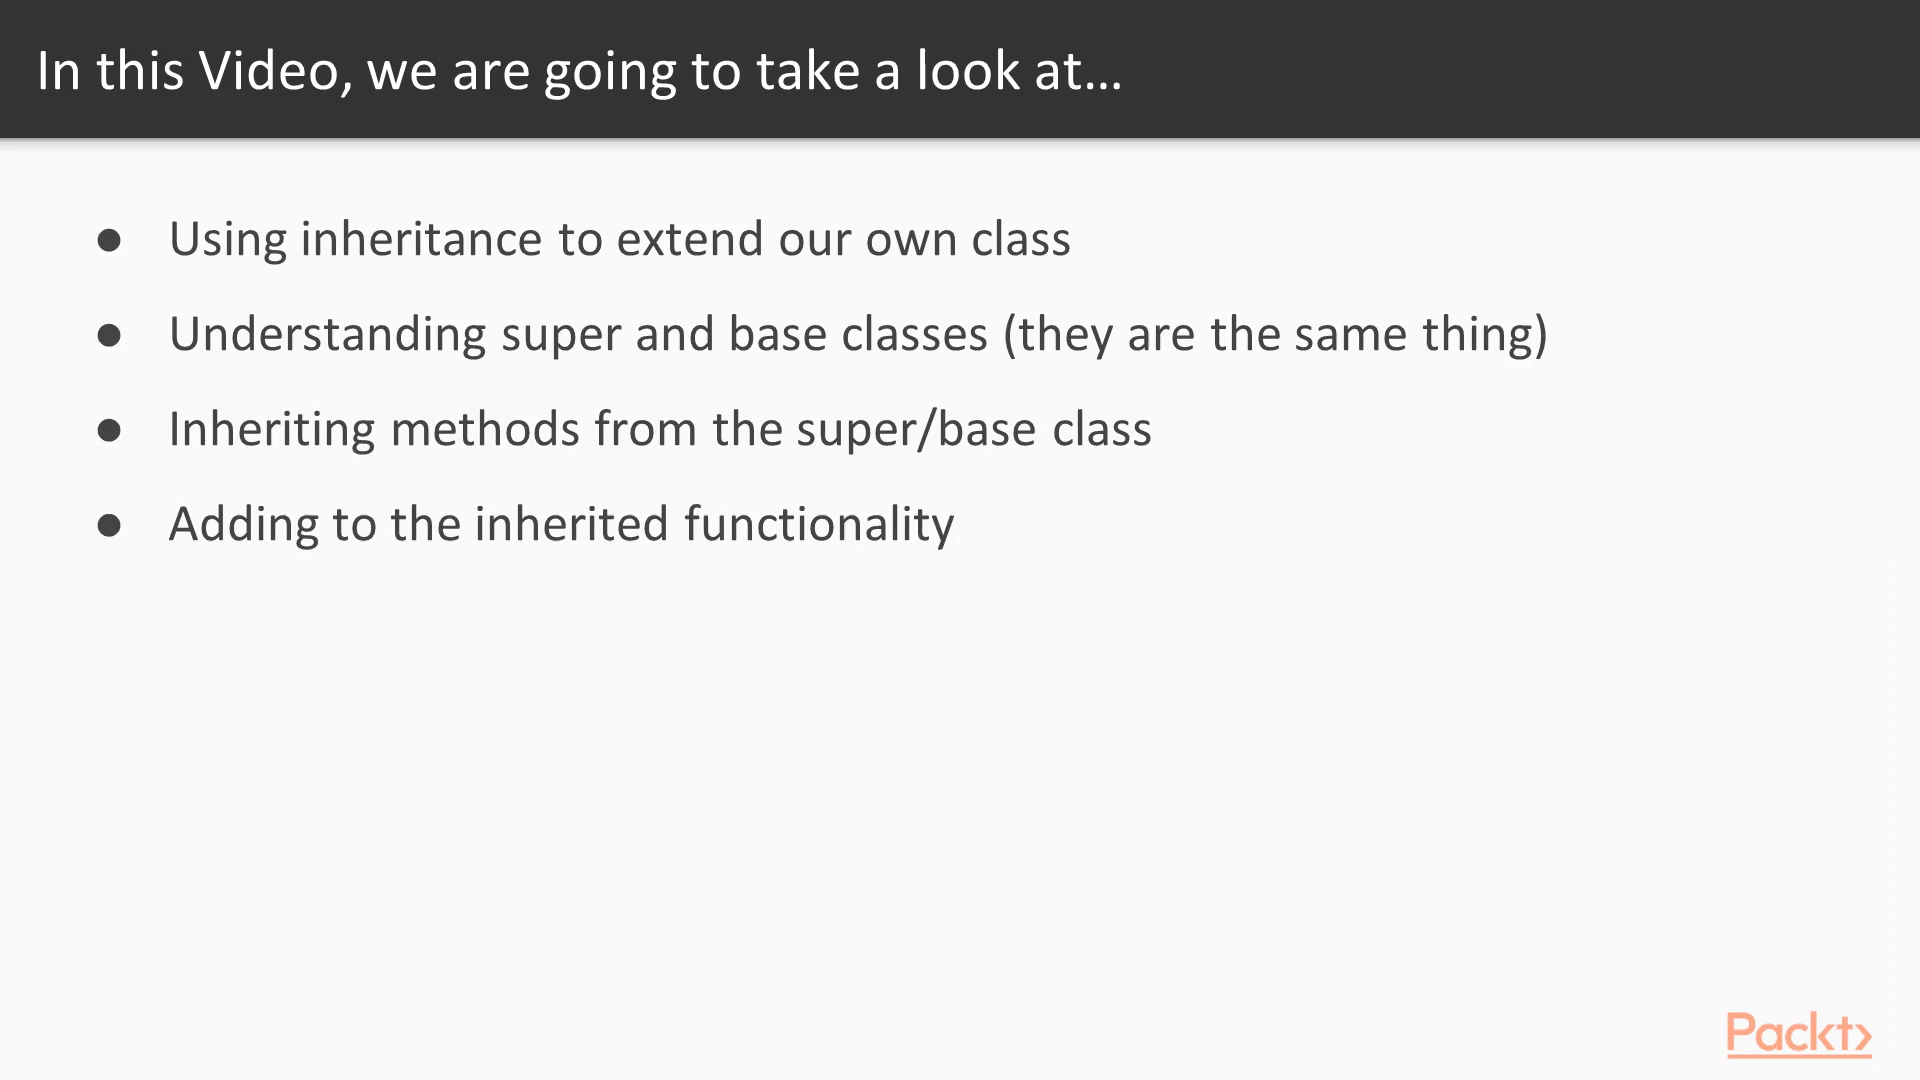 In this Video, we are going to take a look at...
● Using inheritance to extend our own class
● Understanding super and base classes (they are the same thing)
● Inheriting methods from the super/base class
● Adding to the inherited functionality
Packt>